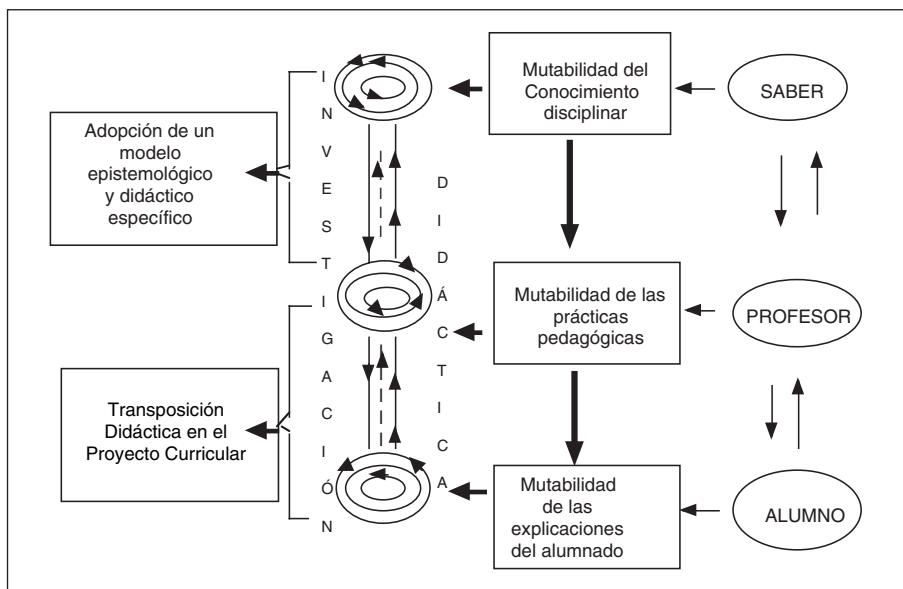 Adopción de un
modelo
epistemológico
y didáctico
específico
Transposición
Didáctica en el
Proyecto Curricular
I
N
V
E
S
T
I
G
A
C
I
Ó
N
D
I
D
Á
C
T
I
C
A
Mutabilidad del
Conocimiento
disciplinar
Mutabilidad de las
prácticas
pedagógicas
Mutabilidad
de las
explicaciones
del alumnado
SABER
PROFESOR
ALUMNO